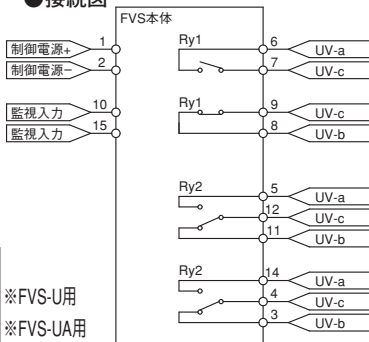 ●接続図
FVS本体
制御電源+ 1
制御電源− 2
監視入力 10
監視入力 15
Ry1 6 UV-a
7 UV-c
Ry1 9 UV-c
8 UV-b
Ry2 5 UV-a
12 UV-c
11 UV-b
Ry2 14 UV-a
4 UV-c
3 UV-b
※FVS-U用
※FVS-UA用